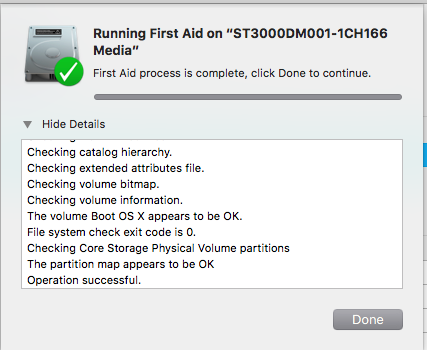 Running First Aid on “ST3000DM001-1CH166
Media”
First Aid process is complete, click Done to continue.
Hide Details
Checking catalog hierarchy.
Checking extended attributes file.
Checking volume bitmap.
Checking volume information.
The volume Boot OS X appears to be OK.
File system check exit code is 0.
Checking Core Storage Physical Volume partitions
The partition map appears to be OK
Operation successful.
Done